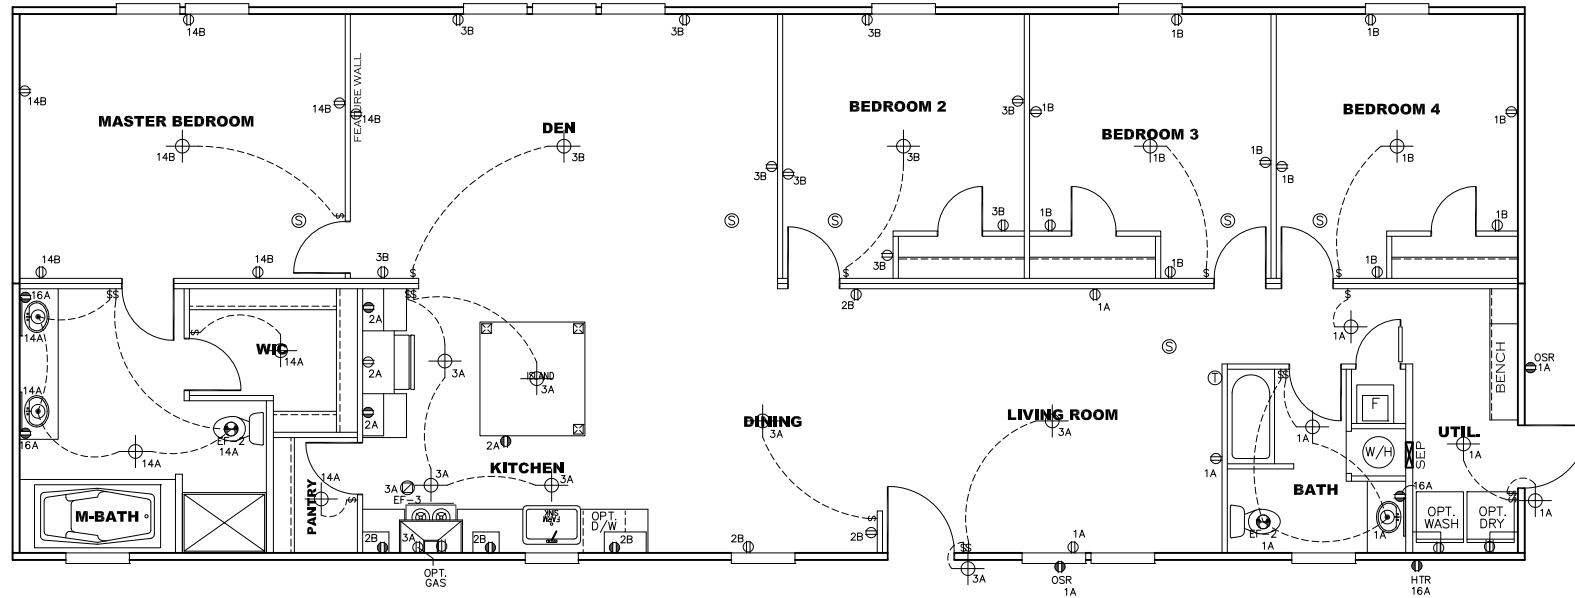 14B
3B
3B
3B
1B
1B
FEATURE WALL
14B
14B
14B
3B
1B
1B
MASTER BEDROOM
DEN
BEDROOM 2
BEDROOM 3
BEDROOM 4
14B
3B
3B
1B
1B
3B
3B
1B
1B
S
S
S
S
S
$
3B
1B
1B
14B
14B
3B
3B
1B
1B
$
$
$
$
16A
$$
$$
2A
2B
1A
$
14A
$
WIC
14A
2A
3A
ISLAND
3A
S
1A
BENCH
OSR
1A
14A
T
$$
F
16A
EF-2
14A
2A
2A
DINING
3A
LIVING ROOM
3A
1A
UTIL.
1A
14A
14A
KITCHEN
3A
3A
3A
EF-3
1A
W/H
SEP
PANTRY
$
BATH
16A
$$
1A
M-BATH
FARM
SINK
OPT.
D/W
$
OPT.
WASH
OPT.
DRY
2B
3A
2B
2B
2B
2B
$$
1A
EF-2
1A
1A
OPT.
GAS
3A
OSR
1A
HTR
16A